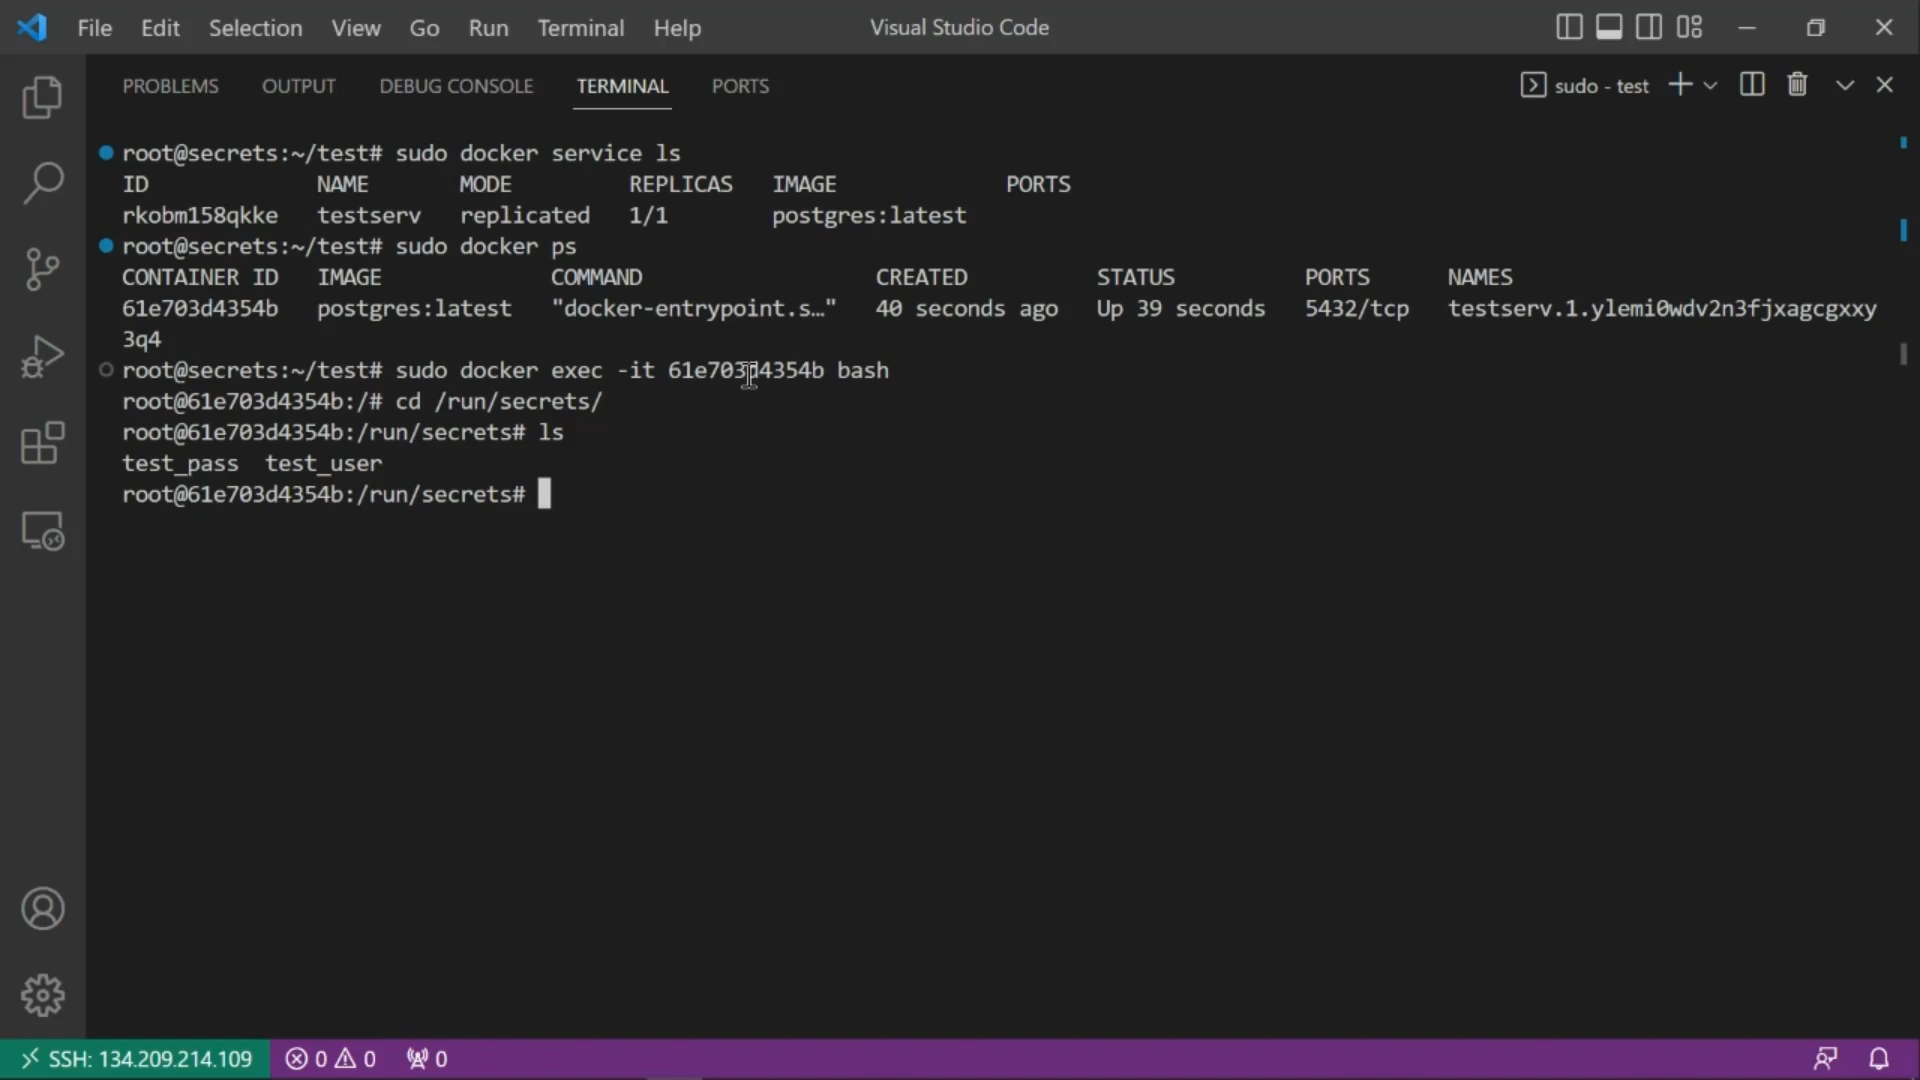 File Edit Selection View Go Run Terminal Help Visual Studio Code
PROBLEMS OUTPUT DEBUG CONSOLE TERMINAL PORTS sudo - test
root@secrets:~/test# sudo docker service ls
ID NAME MODE REPLICAS IMAGE PORTS
rkobm158qkke testserv replicated 1/1 postgres:latest
root@secrets:~/test# sudo docker ps
CONTAINER ID IMAGE COMMAND CREATED STATUS PORTS NAMES
61e703d4354b postgres:latest "docker-entrypoint.s…" 40 seconds ago Up 39 seconds 5432/tcp testserv.1.ylemi0wdv2n3fjxagcgxxy
3q4
root@secrets:~/test# sudo docker exec -it 61e703d4354b bash
root@61e703d4354b:/# cd /run/secrets/
root@61e703d4354b:/run/secrets# ls
test_pass test_user
root@61e703d4354b:/run/secrets#
SSH: 134.209.214.109 0 0 0